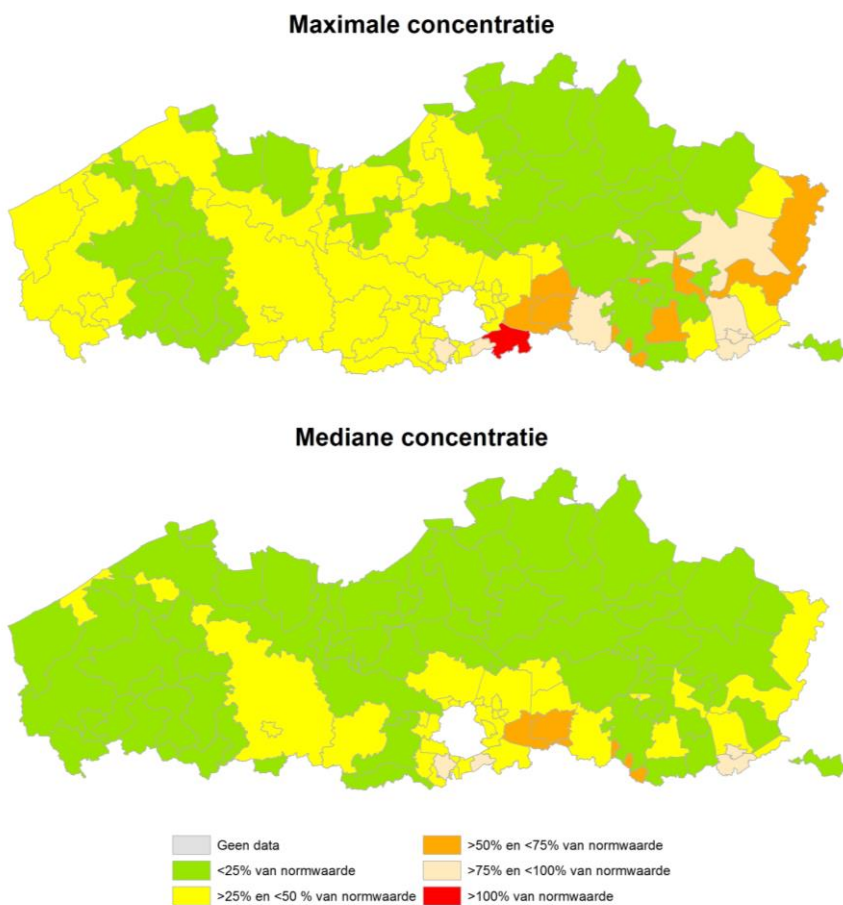 Maximale concentratie
Mediane concentratie
Geen data
<25% van normwaarde
>25% en <50 % van normwaarde
>50% en <75% van normwaarde
>75% en <100% van normwaarde
>100% van normwaarde